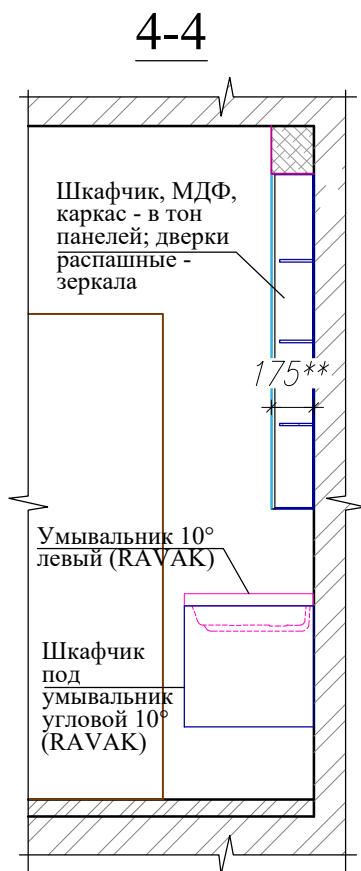 4-4
Шкафчик, МДФ,
каркас - в тон
панелей; дверки
распашные -
зеркала
175**
Умывальник 10°
левый (RAVAK)
Шкафчик
под
умывальник
угловой 10°
(RAVAK)